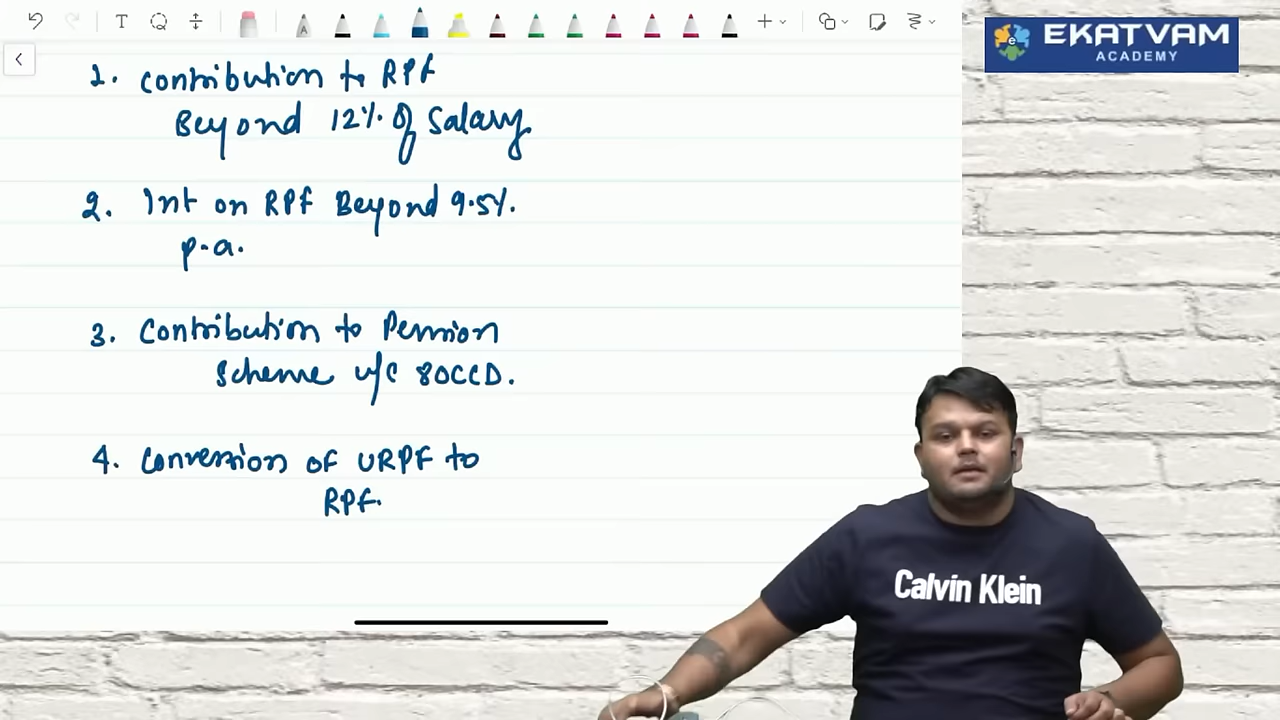 EKATVAM
ACADEMY
1. Contribution to RPF
Beyond 12% of Salary
2. Int on RPF Beyond 9.5%
p.a.
3. Contribution to Pension
Scheme u/c 80CCD.
4. Conversion of URPF to
RPF.
Calvin Klein